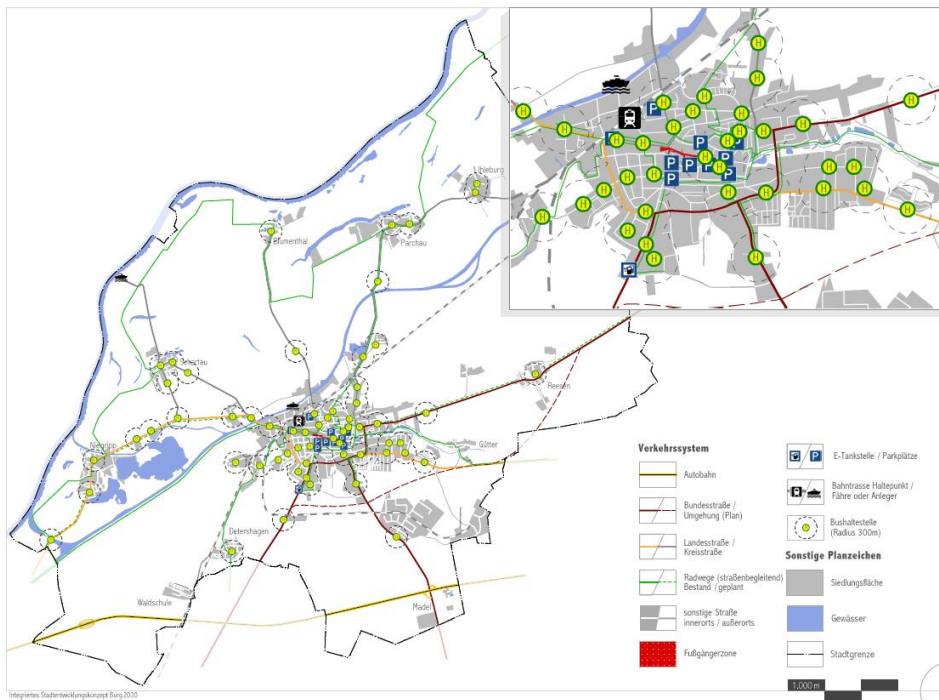 Ihleburg
Blumenthal
Parchau
Schartau
Reesen
Niegripp
Gütter
Detershagen
Waldschule
Madel
Verkehrssystem
Autobahn
Bundesstraße /
Umgehung (Plan)
Landesstraße /
Kreisstraße
Radwege (straßenbegleitend)
Bestand / geplant
sonstige Straße
innerorts / außerorts
Fußgängerzone
E-Tankstelle / Parkplätze
Bahntrasse Haltepunkt /
Fähre oder Anleger
Bushaltestelle
(Radius 300m)
Sonstige Planzeichen
Siedlungsfläche
Gewässer
Stadtgrenze
1,000 m
Integriertes Stadtentwicklungskonzept Burg 2030